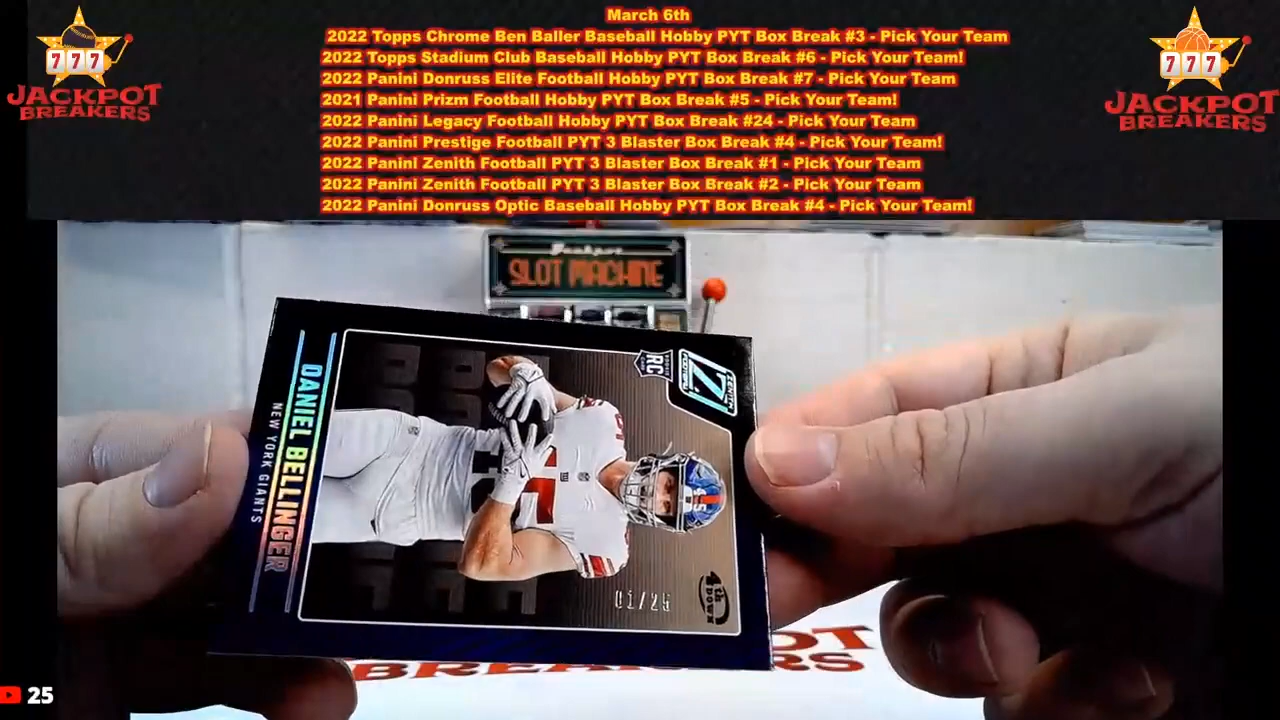 March 6th
2022 Topps Chrome Ben Baller Baseball Hobby PYT Box Break #3 - Pick Your Team
2022 Topps Stadium Club Baseball Hobby PYT Box Break #6 - Pick Your Team!
2022 Panini Donruss Elite Football Hobby PYT Box Break #7 - Pick Your Team
2021 Panini Prizm Football Hobby PYT Box Break #5 - Pick Your Team!
2022 Panini Legacy Football Hobby PYT Box Break #24 - Pick Your Team
2022 Panini Prestige Football PYT 3 Blaster Box Break #4 - Pick Your Team!
2022 Panini Zenith Football PYT 3 Blaster Box Break #1 - Pick Your Team
2022 Panini Zenith Football PYT 3 Blaster Box Break #2 - Pick Your Team
2022 Panini Donruss Optic Baseball Hobby PYT Box Break #4 - Pick Your Team!
777
JACKPOT
BREAKERS
777
JACKPOT
BREAKERS
Jackpot
SLOT MACHINE
DANIEL BELLINGER
NEW YORK GIANTS
ROOKIE
RC
ZENITH
Z
FOOTBALL
4th
DOWN
01/25
BREAKERS
25